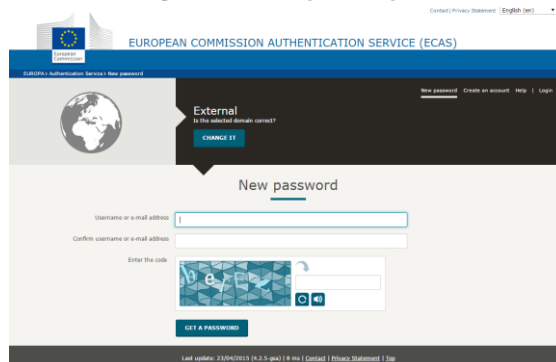 Contact | Privacy Statement English (en)
EUROPEAN COMMISSION AUTHENTICATION SERVICE (ECAS)
European
Commission
EUROPA > Authentication Service > New password
New password Create an account Help | Login
External
Is the selected domain correct?
CHANGE IT
New password
Username or e-mail address
Confirm username or e-mail address
Enter the code
GET A PASSWORD
Last update: 23/04/2015 (4.2.5-gsa) | 8 ms | Contact | Privacy Statement | Top